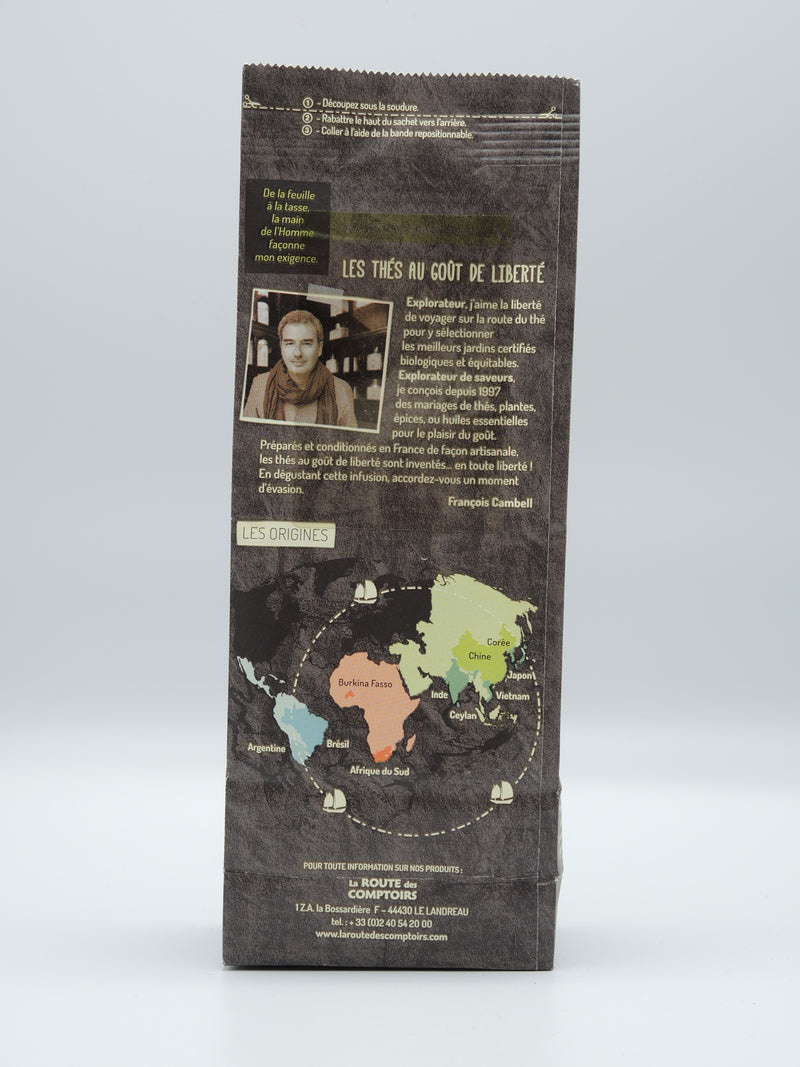 ① - Découpez sous la soudure.
② - Rabattre le haut du sachet vers l'arrière.
③ - Coller à l'aide de la bande repositionnable.
De la feuille
à la tasse,
la main
de l'Homme
façonne
mon exigence.
LES THÉS AU GOÛT DE LIBERTÉ
Explorateur, j'aime la liberté
de voyager sur la route du thé
pour y sélectionner
les meilleurs jardins certifiés
biologiques et équitables.
Explorateur de saveurs,
je conçois depuis 1997
des mariages de thés, plantes,
épices, ou huiles essentielles
pour le plaisir du goût.
Préparés et conditionnés en France de façon artisanale,
les thés au goût de liberté sont inventés... en toute liberté !
En dégustant cette infusion, accordez-vous un moment
d'évasion.
François Cambell
LES ORIGINES
Corée
Chine
Japon
Burkina Fasso
Inde
Vietnam
Ceylan
Argentine
Brésil
Afrique du Sud
POUR TOUTE INFORMATION SUR NOS PRODUITS :
La ROUTE des
COMPTOIRS
1 Z.A. la Bossardière F - 44430 LE LANDREAU
tel. : + 33 (0)2 40 54 20 00
www.laroutedescomptoirs.com